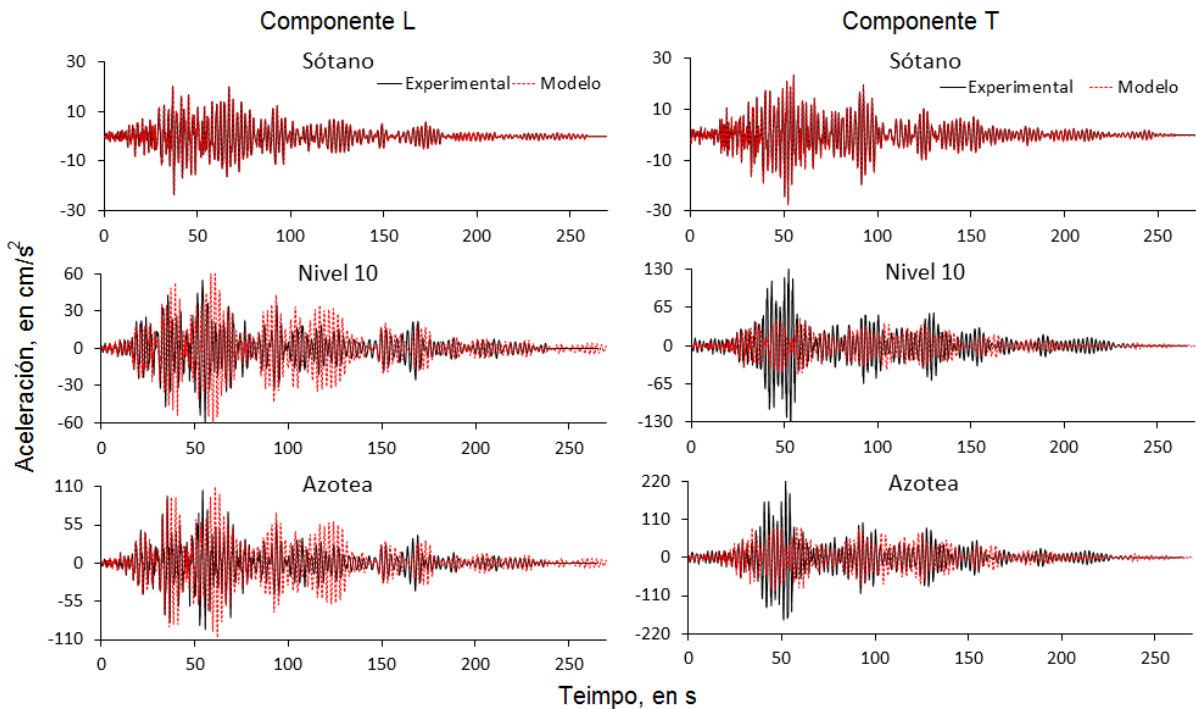 Componente L
Componente T
Sótano
Experimental Modelo
30
10
-10
-30
0 50 100 150 200 250
Sótano
Experimental Modelo
30
10
-10
-30
0 50 100 150 200 250
Aceleración, en cm/s²
Nivel 10
60
30
0
-30
-60
0 50 100 150 200 250
Nivel 10
130
65
0
-65
-130
0 50 100 150 200 250
Azotea
110
55
0
-55
-110
0 50 100 150 200 250
Azotea
220
110
0
-110
-220
0 50 100 150 200 250
Teimpo, en s